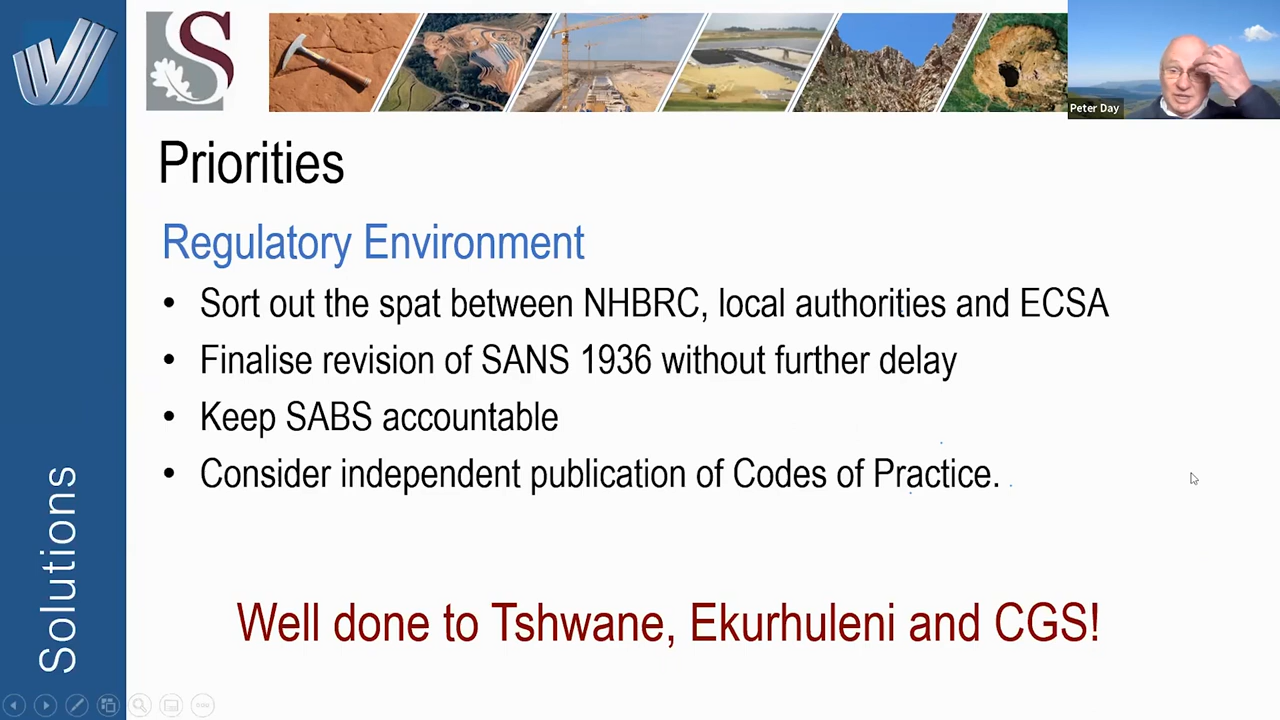 S
Peter Day
Priorities
Regulatory Environment
• Sort out the spat between NHBRC, local authorities and ECSA
• Finalise revision of SANS 1936 without further delay
• Keep SABS accountable
• Consider independent publication of Codes of Practice.
Well done to Tshwane, Ekurhuleni and CGS!
Solutions